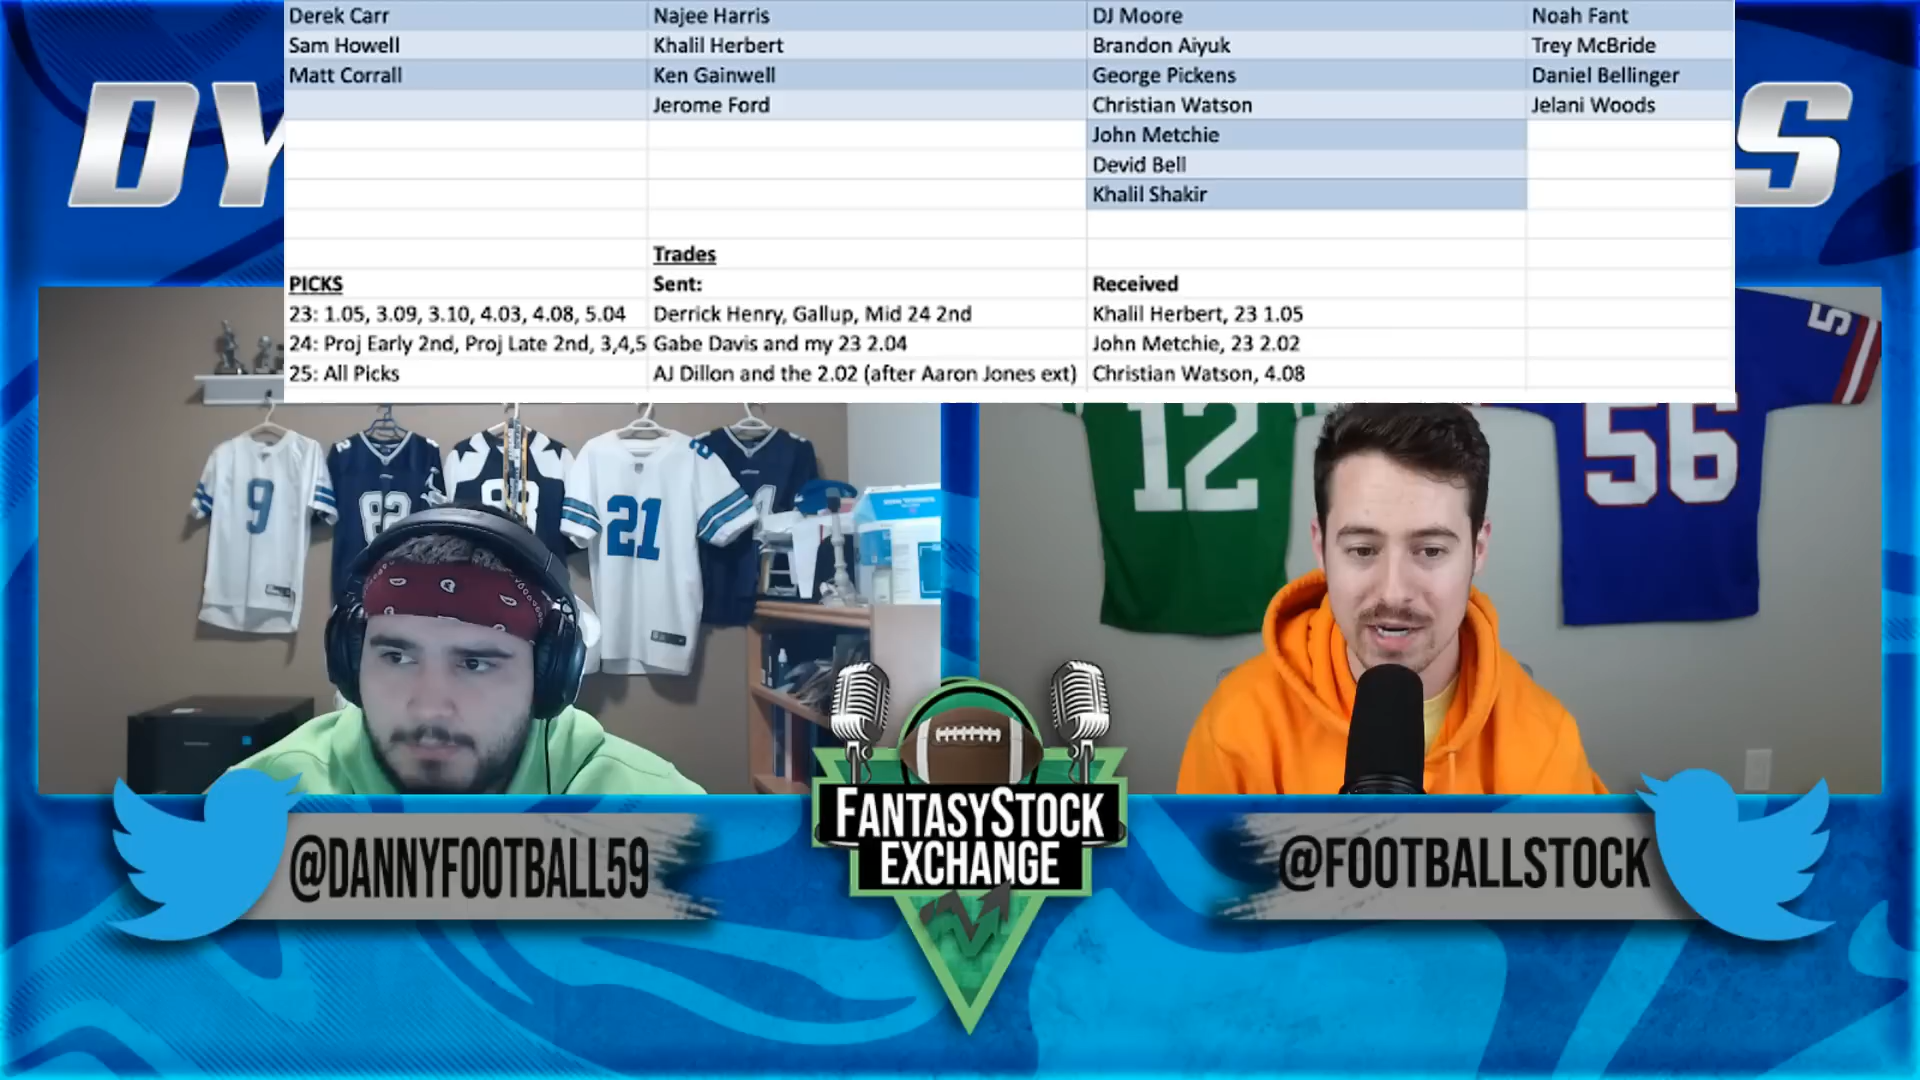 DY S
Derek Carr Najee Harris DJ Moore Noah Fant
Sam Howell Khalil Herbert Brandon Aiyuk Trey McBride
Matt Corrall Ken Gainwell George Pickens Daniel Bellinger
Jerome Ford Christian Watson Jelani Woods
John Metchie
Devid Bell
Khalil Shakir
Trades
PICKS Sent: Received
23: 1.05, 3.09, 3.10, 4.03, 4.08, 5.04 Derrick Henry, Gallup, Mid 24 2nd Khalil Herbert, 23 1.05
24: Proj Early 2nd, Proj Late 2nd, 3,4,5 Gabe Davis and my 23 2.04 John Metchie, 23 2.02
25: All Picks AJ Dillon and the 2.02 (after Aaron Jones ext) Christian Watson, 4.08
9 82 88 21 12 56 5
FANTASYSTOCK
EXCHANGE
@DANNYFOOTBALL59 @FOOTBALLSTOCK